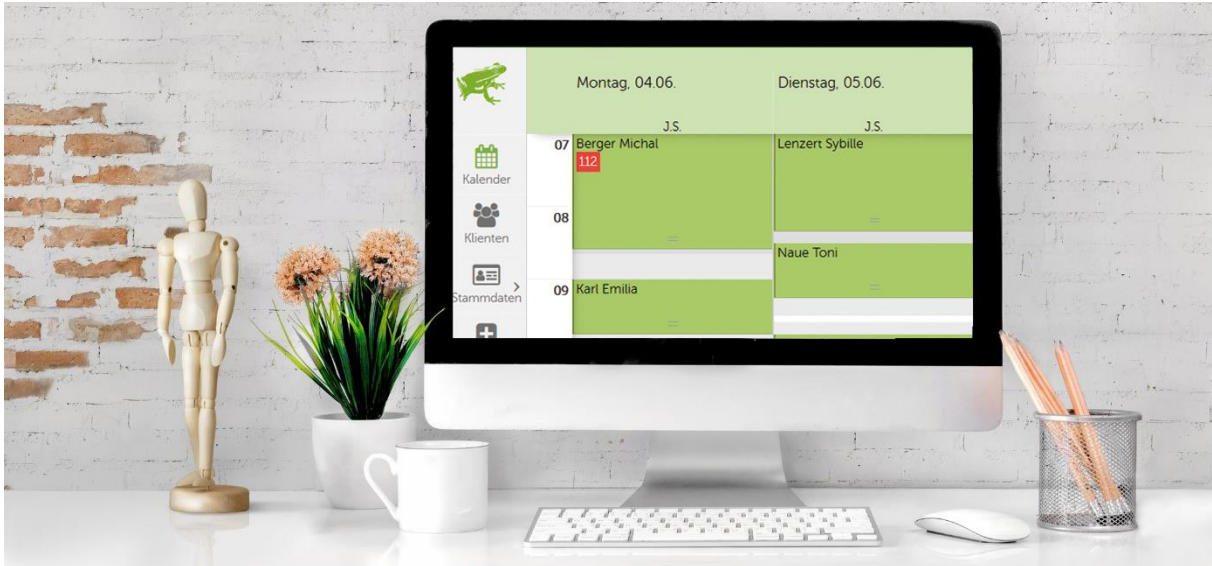 Montag, 04.06.
Dienstag, 05.06.
J.S.
J.S.
Kalender
Klienten
Stammdaten
07
08
09
Berger Michal
112
Karl Emilia
Lenzert Sybille
Naue Toni